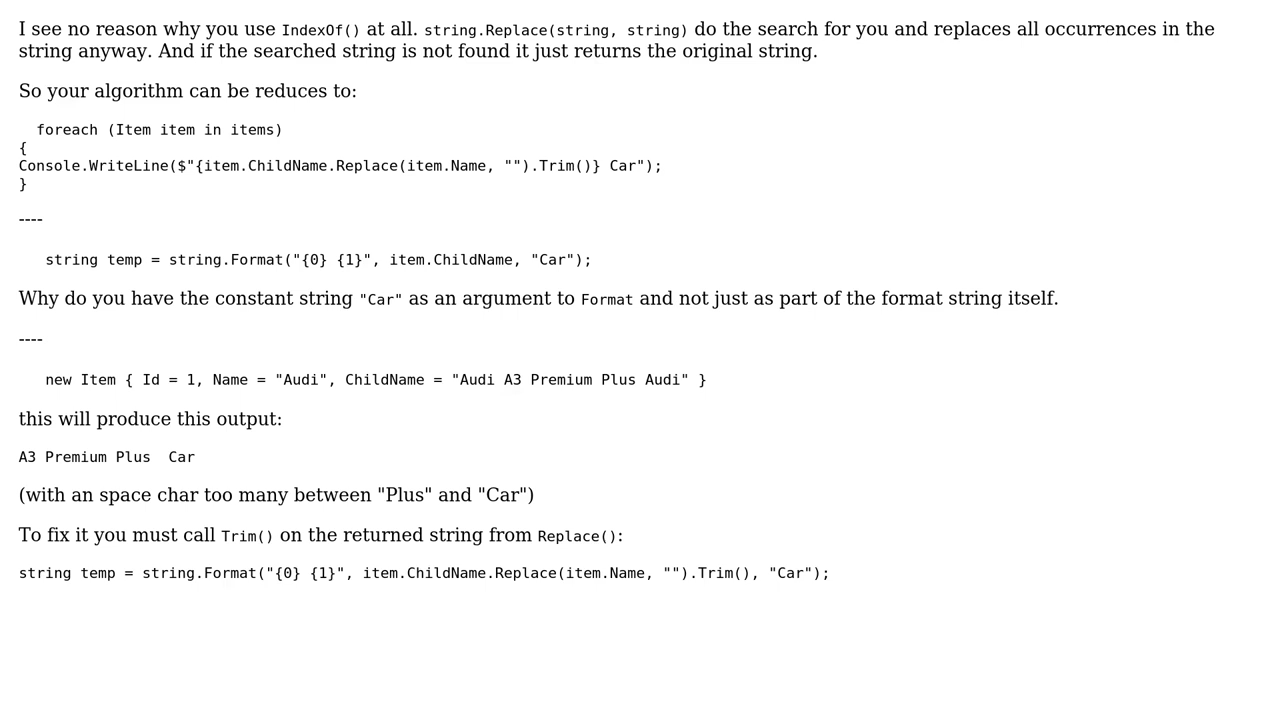 I see no reason why you use IndexOf() at all. string.Replace(string, string) do the search for you and replaces all occurrences in the
string anyway. And if the searched string is not found it just returns the original string.
So your algorithm can be reduces to:
foreach (Item item in items)
{
Console.WriteLine($"{item.ChildName.Replace(item.Name, "").Trim()} Car");
}
----
string temp = string.Format("{0} {1}", item.ChildName, "Car");
Why do you have the constant string "Car" as an argument to Format and not just as part of the format string itself.
----
new Item { Id = 1, Name = "Audi", ChildName = "Audi A3 Premium Plus Audi" }
this will produce this output:
A3 Premium Plus  Car
(with an space char too many between "Plus" and "Car")
To fix it you must call Trim() on the returned string from Replace():
string temp = string.Format("{0} {1}", item.ChildName.Replace(item.Name, "").Trim(), "Car");